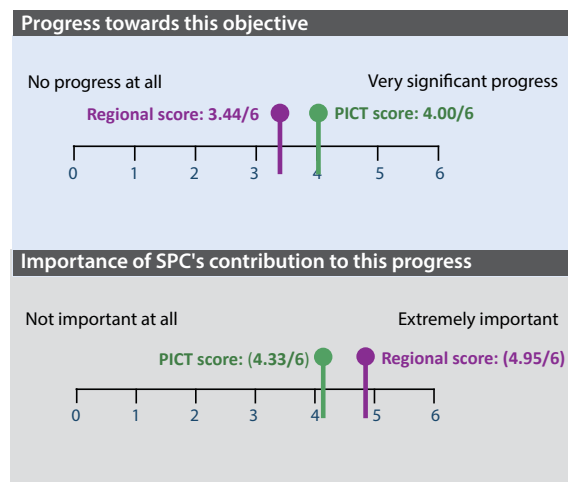 Progress towards this objective
No progress at all Very significant progress
Regional score: 3.44/6 PICT score: 4.00/6
0 1 2 3 4 5 6
Importance of SPC's contribution to this progress
Not important at all Extremely important
PICT score: (4.33/6) Regional score: (4.95/6)
0 1 2 3 4 5 6